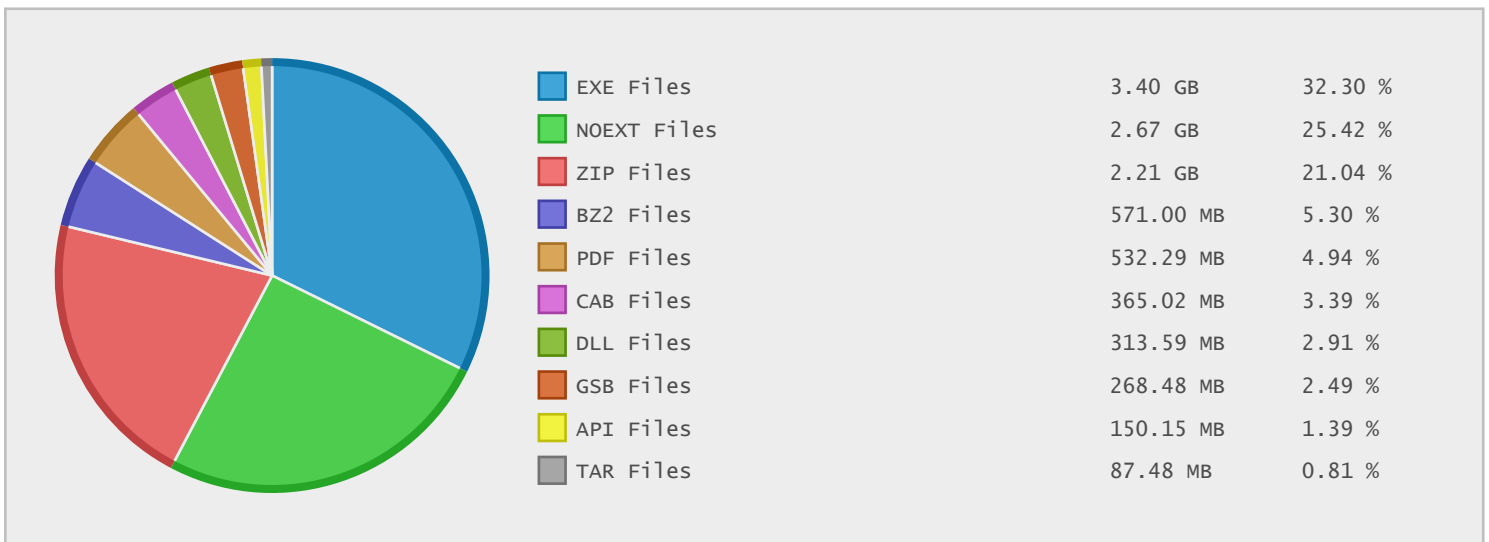 EXE Files 3.40 GB 32.30 %
NOEXT Files 2.67 GB 25.42 %
ZIP Files 2.21 GB 21.04 %
BZ2 Files 571.00 MB 5.30 %
PDF Files 532.29 MB 4.94 %
CAB Files 365.02 MB 3.39 %
DLL Files 313.59 MB 2.91 %
GSB Files 268.48 MB 2.49 %
API Files 150.15 MB 1.39 %
TAR Files 87.48 MB 0.81 %